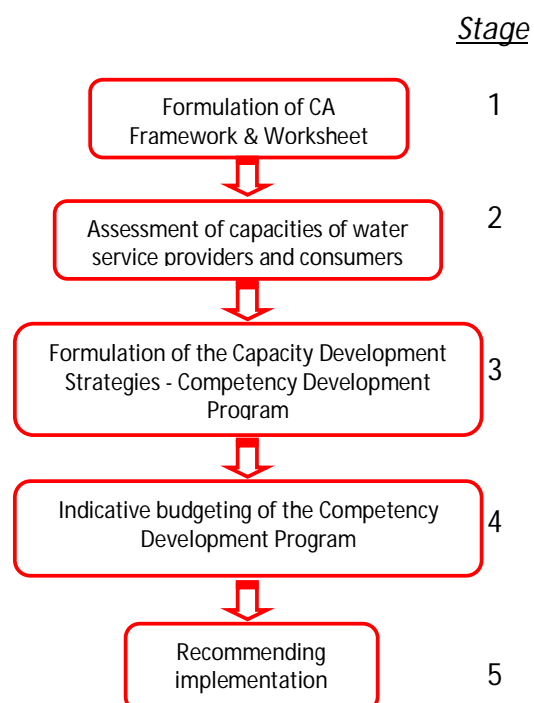 Stage
Formulation of CA
Framework & Worksheet
1
Assessment of capacities of water
service providers and consumers
2
Formulation of the Capacity Development
Strategies - Competency Development
Program
3
Indicative budgeting of the Competency
Development Program
4
Recommending
implementation
5